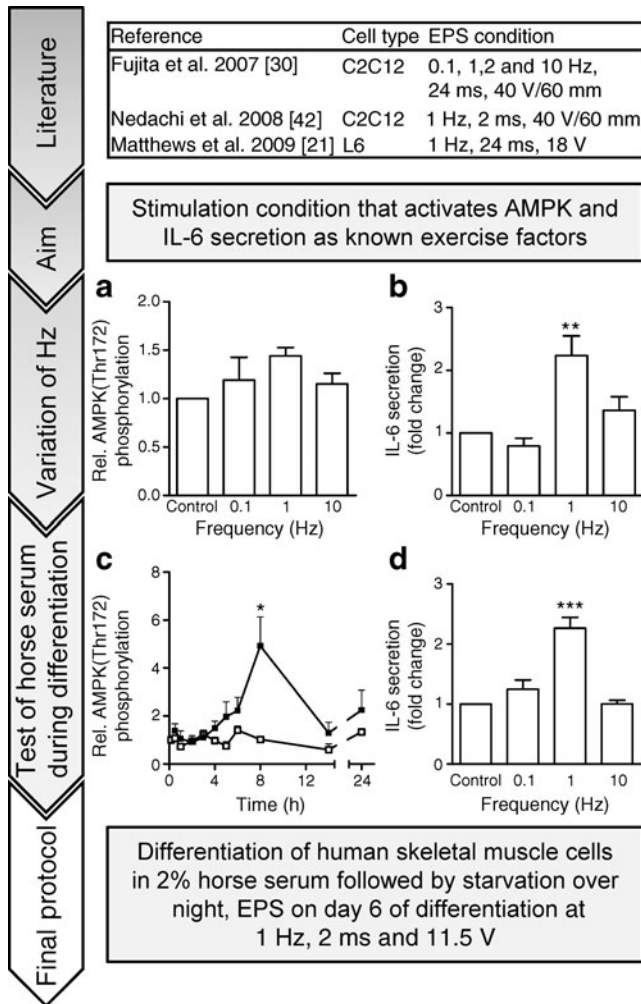 Literature
Reference Cell type EPS condition
Fujita et al. 2007 [30] C2C12 0.1, 1,2 and 10 Hz,
24 ms, 40 V/60 mm
Nedachi et al. 2008 [42] C2C12 1 Hz, 2 ms, 40 V/60 mm
Matthews et al. 2009 [21] L6 1 Hz, 24 ms, 18 V
Aim
Stimulation condition that activates AMPK and
IL-6 secretion as known exercise factors
Variation of Hz
a
Rel. AMPK(Thr172)
phosphorylation
2.0
1.5
1.0
0.5
0.0
Control 0.1 1 10
Frequency (Hz)
b
IL-6 secretion
(fold change)
3
2
1
0
**
Control 0.1 1 10
Frequency (Hz)
Test of horse serum
during differentiation
c
Rel. AMPK(Thr172)
phosphorylation
8
6
4
2
0
*
0 4 8 12 24
Time (h)
d
IL-6 secretion
(fold change)
3
2
1
0
***
Control 0.1 1 10
Frequency (Hz)
Final protocol
Differentiation of human skeletal muscle cells
in 2% horse serum followed by starvation over
night, EPS on day 6 of differentiation at
1 Hz, 2 ms and 11.5 V